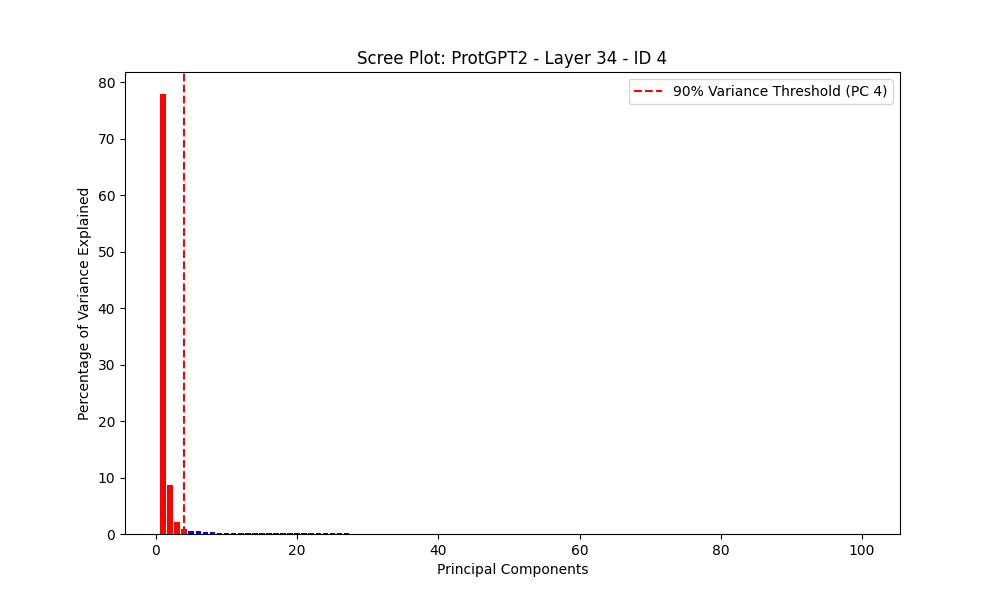 Scree Plot: ProtGPT2 - Layer 34 - ID 4
90% Variance Threshold (PC 4)
Percentage of Variance Explained
80
70
60
50
40
30
20
10
0
0 20 40 60 80 100
Principal Components